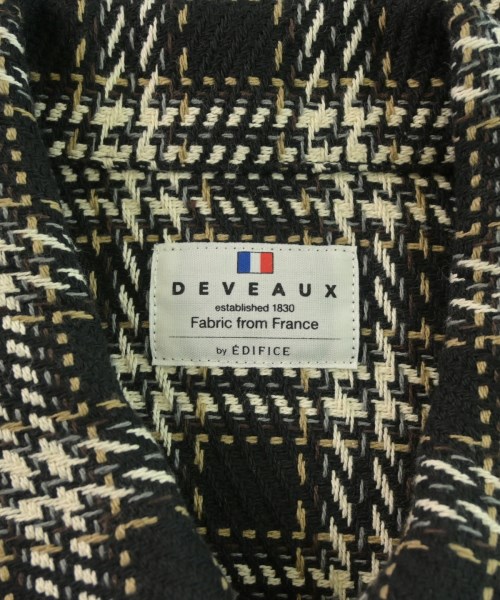 DEVEAUX
established 1830
Fabric from France
by ÉDIFICE